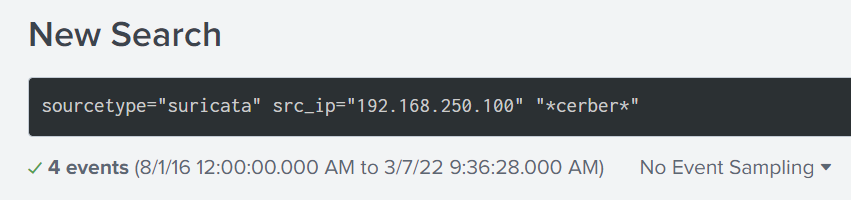 New Search
sourcetype="suricata" src_ip="192.168.250.100" "*cerber*"
✓ 4 events (8/1/16 12:00:00.000 AM to 3/7/22 9:36:28.000 AM) No Event Sampling ▾